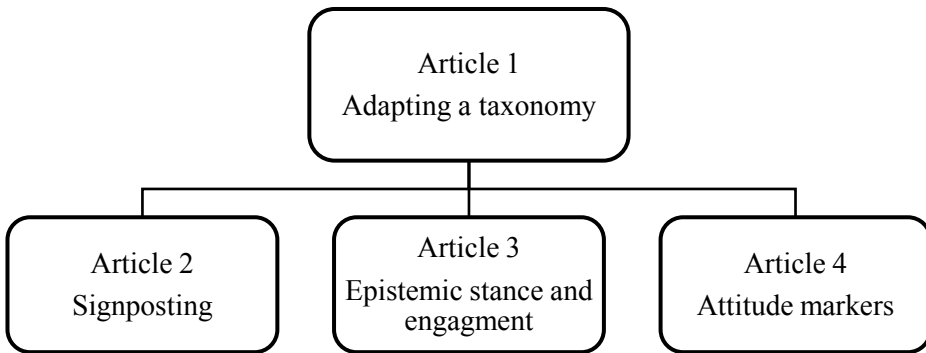 Article 1
Adapting a taxonomy
Article 2
Signposting
Article 3
Epistemic stance and
engagment
Article 4
Attitude markers